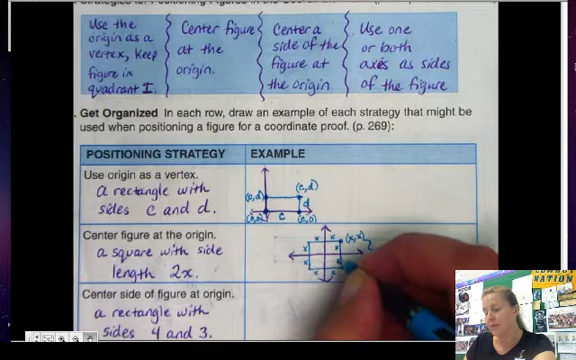 Use the
origin as a
vertex, keep
figure in
quadrant I.
Center figure
at the
origin.
Center a
side of the
figure at
the origin
Use one
or both
axes as sides
of the figure
Get Organized In each row, draw an example of each strategy that might be
used when positioning a figure for a coordinate proof. (p. 269):
POSITIONING STRATEGY EXAMPLE
Use origin as a vertex.
a rectangle with
sides c and d.
(0,d) (c,d)
d
(0,0) c (c,0)
Center figure at the origin.
a square with side
length 2x.
x x (x,x)
x x
x
x x
Center side of figure at origin.
a rectangle with
sides 4 and 3.
COWBOY
NATION